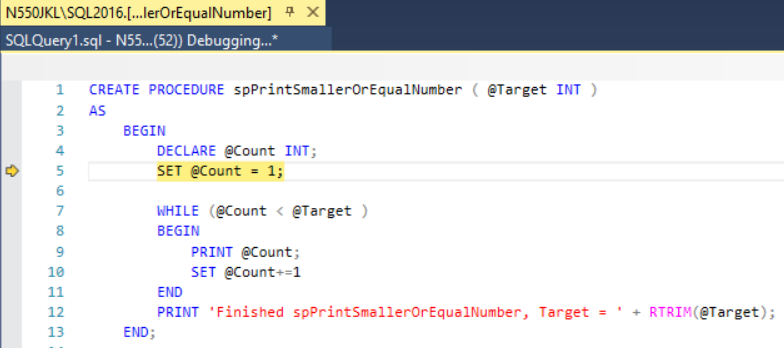 N550JKL\SQL2016.[...lerOrEqualNumber]
SQLQuery1.sql - N55...(52)) Debugging...*
1 CREATE PROCEDURE spPrintSmallerOrEqualNumber ( @Target INT )
2 AS
3 BEGIN
4 DECLARE @Count INT;
5 SET @Count = 1;
6
7 WHILE (@Count < @Target )
8 BEGIN
9 PRINT @Count;
10 SET @Count+=1
11 END
12 PRINT 'Finished spPrintSmallerOrEqualNumber, Target = ' + RTRIM(@Target);
13 END;